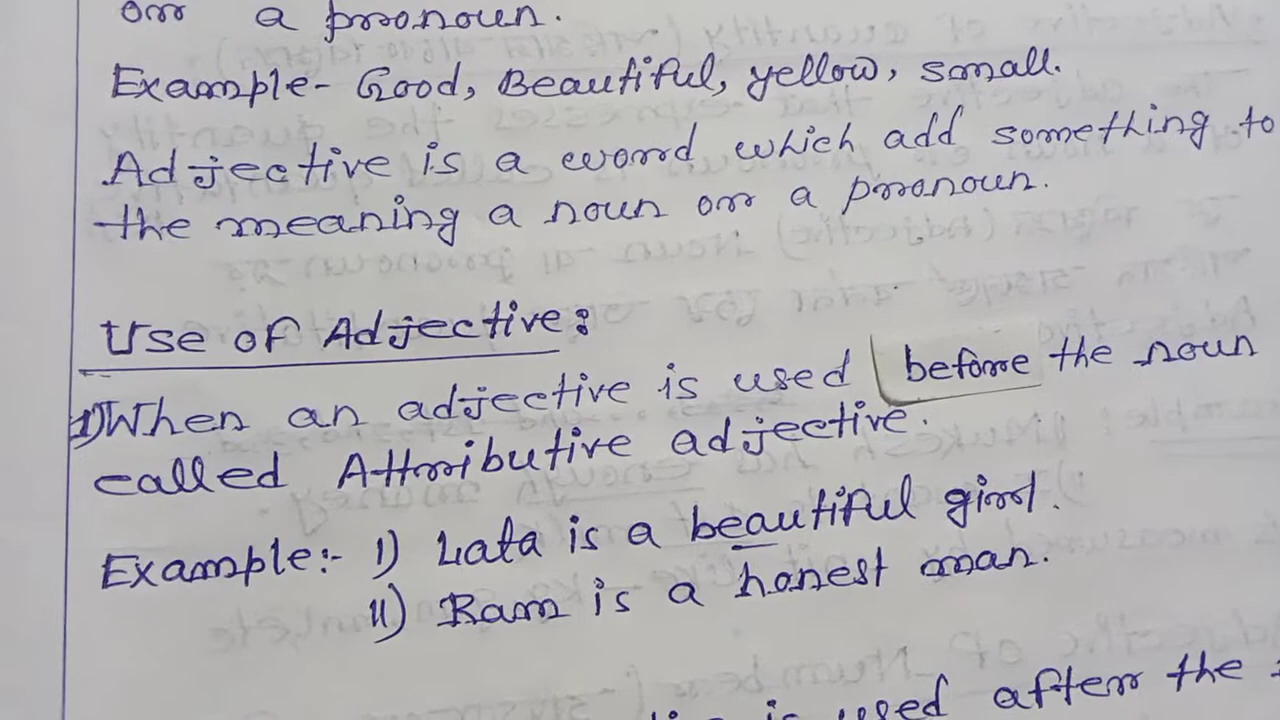 or a pronoun.
Example- Good, Beautiful, yellow, small.
Adjective is a word which add something to
the meaning a noun or a pronoun.
Use of Adjective:
1) When an adjective is used before the noun
called Attributive adjective.
Example:- I) Lata is a beautiful girl.
II) Ram is a honest man.
is used after the